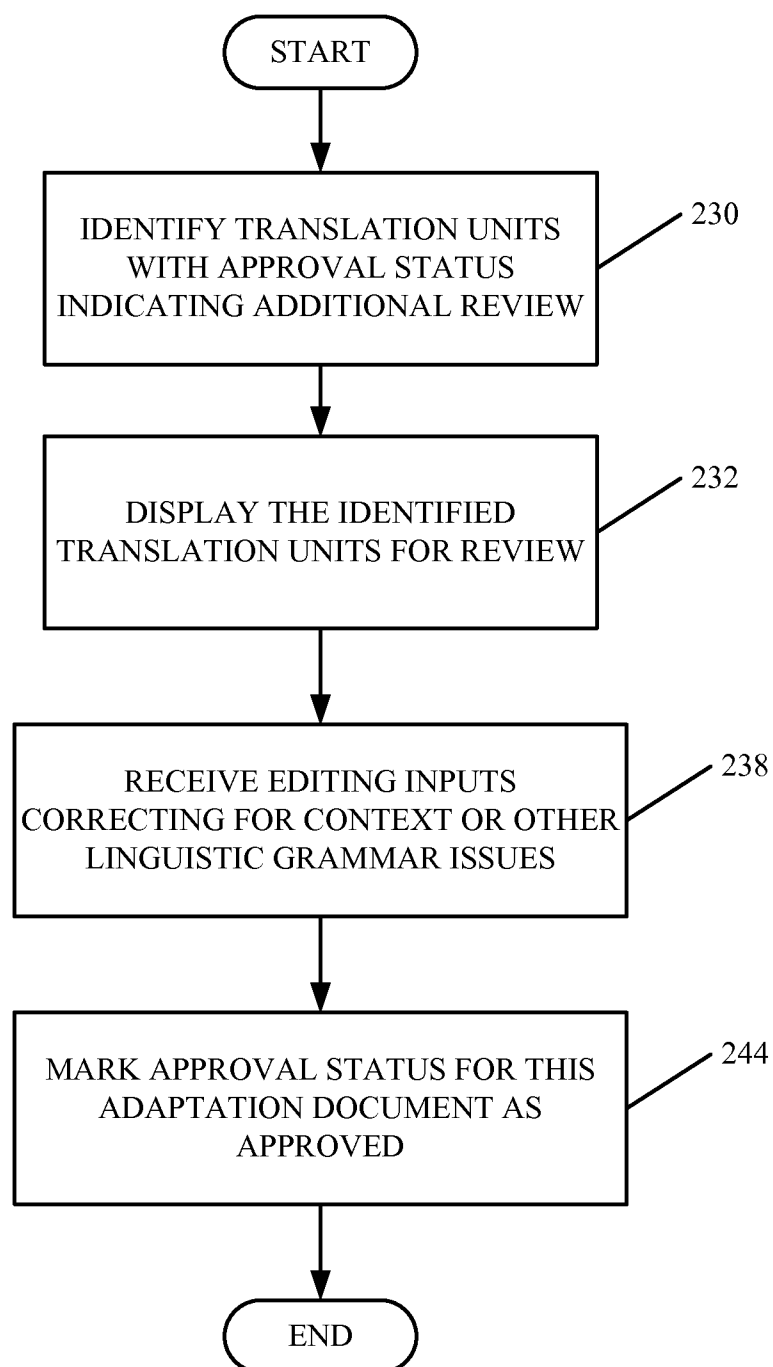 START
IDENTIFY TRANSLATION UNITS
WITH APPROVAL STATUS
INDICATING ADDITIONAL REVIEW
230
DISPLAY THE IDENTIFIED
TRANSLATION UNITS FOR REVIEW
232
RECEIVE EDITING INPUTS
CORRECTING FOR CONTEXT OR OTHER
LINGUISTIC GRAMMAR ISSUES
238
MARK APPROVAL STATUS FOR THIS
ADAPTATION DOCUMENT AS
APPROVED
244
END